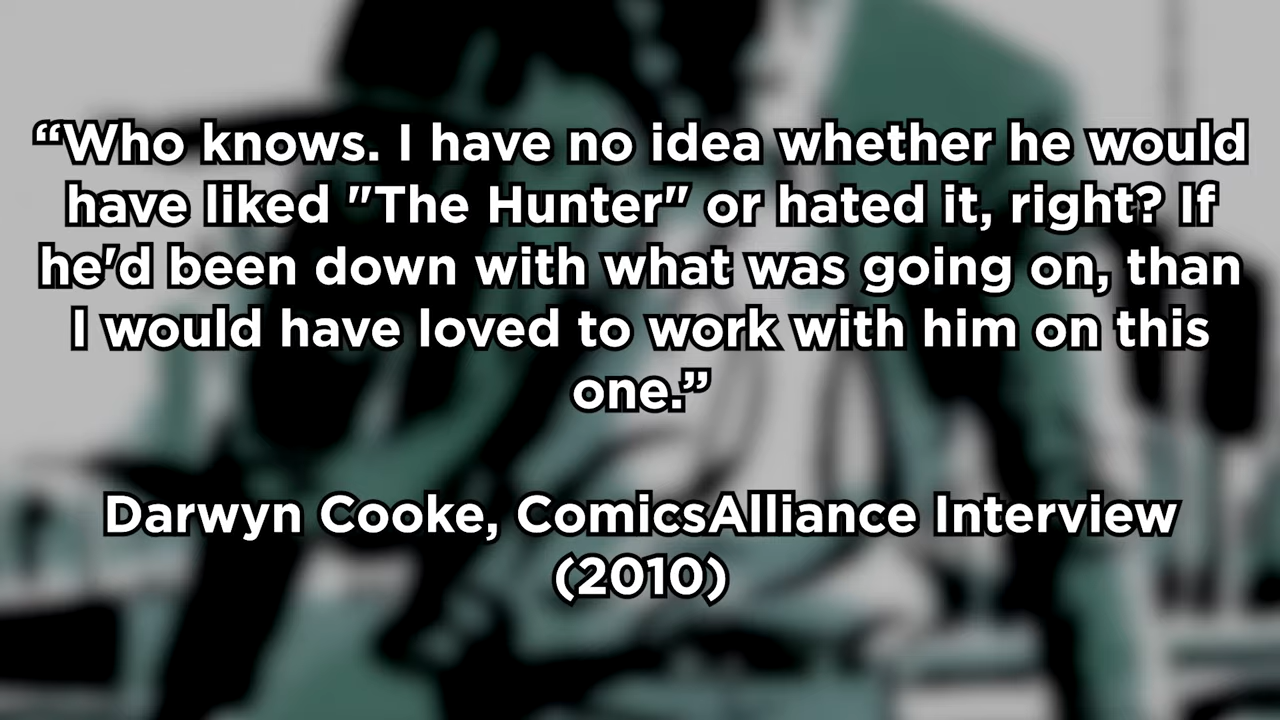 “Who knows. I have no idea whether he would
have liked "The Hunter" or hated it, right? If
he'd been down with what was going on, than
I would have loved to work with him on this
one.”
Darwyn Cooke, ComicsAlliance Interview
(2010)